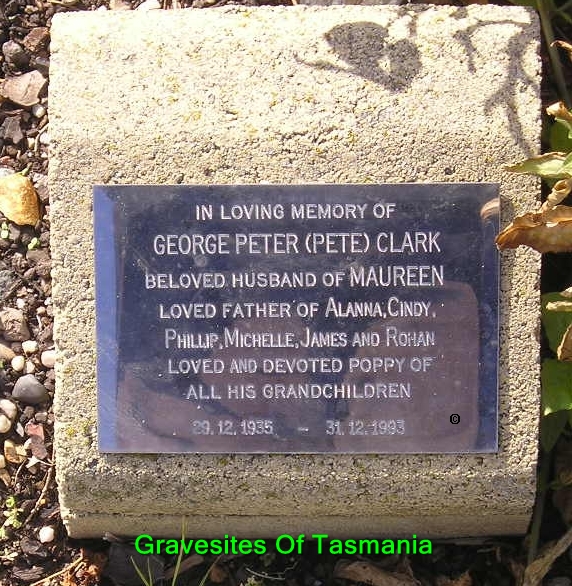 IN LOVING MEMORY OF
GEORGE PETER (PETE) CLARK
BELOVED HUSBAND OF MAUREEN
LOVED FATHER OF ALANNA, CINDY,
PHILLIP, MICHELLE, JAMES AND ROHAN
LOVED AND DEVOTED POPPY OF
ALL HIS GRANDCHILDREN
29.12.1935 - 31.12.1993
©
Gravesites Of Tasmania